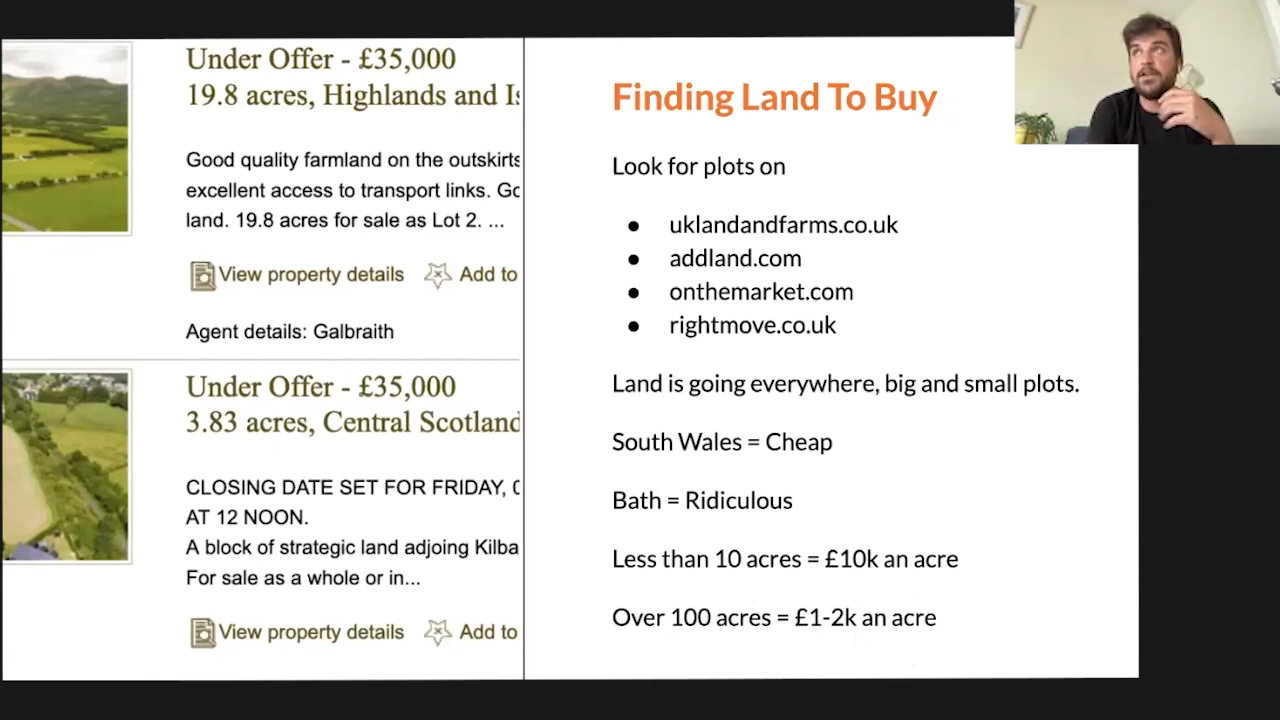 Under Offer - £35,000
19.8 acres, Highlands and Is
Good quality farmland on the outskirts
excellent access to transport links. Go
land. 19.8 acres for sale as Lot 2. ...
View property details Add to
Agent details: Galbraith
Under Offer - £35,000
3.83 acres, Central Scotland
CLOSING DATE SET FOR FRIDAY, 0
AT 12 NOON.
A block of strategic land adjoing Kilba
For sale as a whole or in...
View property details Add to
Finding Land To Buy
Look for plots on
● uklandandfarms.co.uk
● addland.com
● onthemarket.com
● rightmove.co.uk
Land is going everywhere, big and small plots.
South Wales = Cheap
Bath = Ridiculous
Less than 10 acres = £10k an acre
Over 100 acres = £1-2k an acre